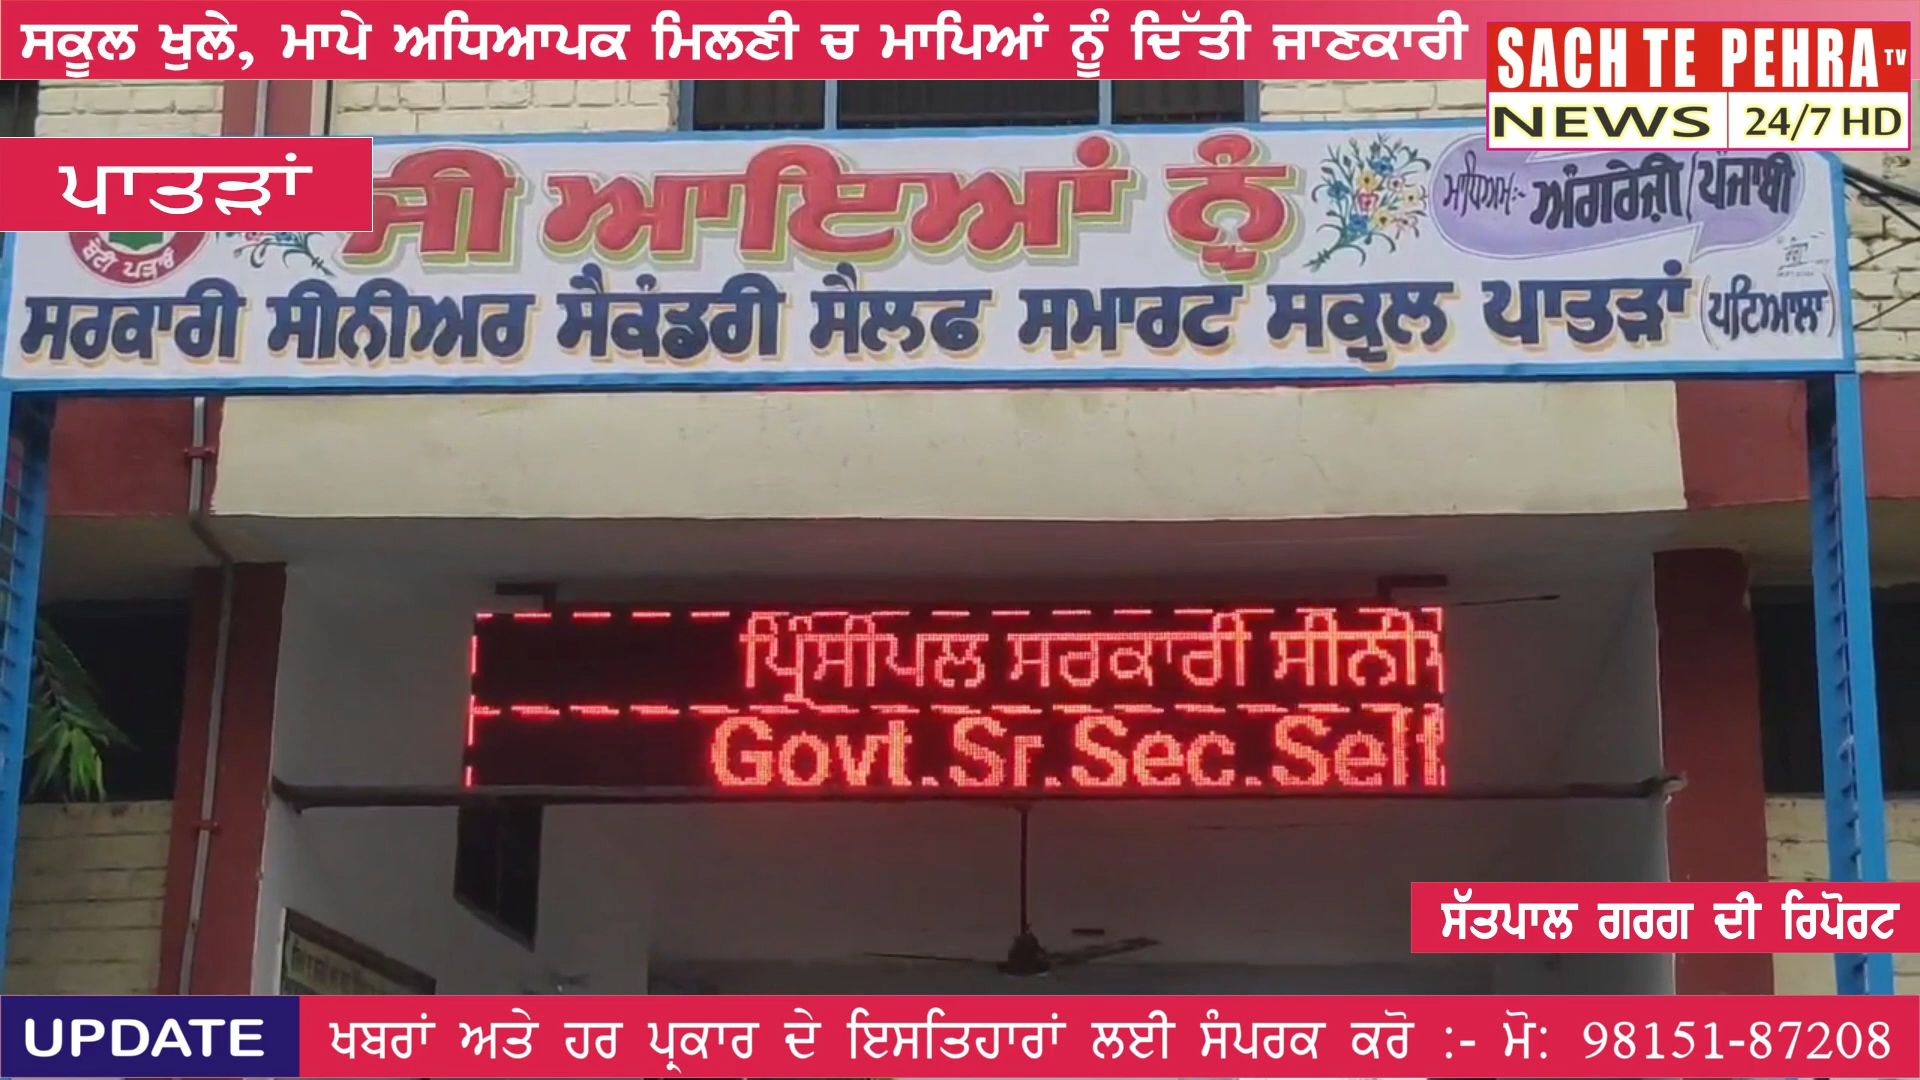 ਸਕੂਲ ਖੁਲੇ, ਮਾਪੇ ਅਧਿਆਪਕ ਮਿਲਣੀ ਚ ਮਾਪਿਆਂ ਨੂੰ ਦਿੱਤੀ ਜਾਣਕਾਰੀ
SACH TE PEHRA TV
NEWS 24/7 HD
ਪਾਤੜਾਂ
ਜੀ ਆਇਆਂ ਨੂੰ
ਮਾਧਿਅਮ:- ਅੰਗਰੇਜ਼ੀ/ਪੰਜਾਬੀ
ਬੇਟੀ ਪੜਾਓ
ਸਰਕਾਰੀ ਸੀਨੀਅਰ ਸੈਕੰਡਰੀ ਸੈਲਫ ਸਮਾਰਟ ਸਕੂਲ ਪਾਤੜਾਂ (ਪਟਿਆਲਾ)
ਪ੍ਰਿੰਸੀਪਲ ਸਰਕਾਰੀ ਸੀਨੀ
Govt.Sr.Sec.Self
ਸੱਤਪਾਲ ਗਰਗ ਦੀ ਰਿਪੋਰਟ
UPDATE ਖਬਰਾਂ ਅਤੇ ਹਰ ਪ੍ਰਕਾਰ ਦੇ ਇਸਤਿਹਾਰਾਂ ਲਈ ਸੰਪਰਕ ਕਰੋ :- ਮੋ: 98151-87208